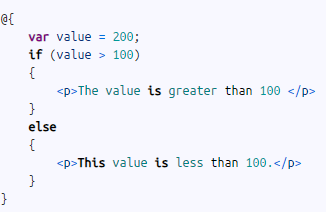 @{
    var value = 200;
    if (value > 100)
    {
        <p>The value is greater than 100 </p>
    }
    else
    {
        <p>This value is less than 100.</p>
    }
}